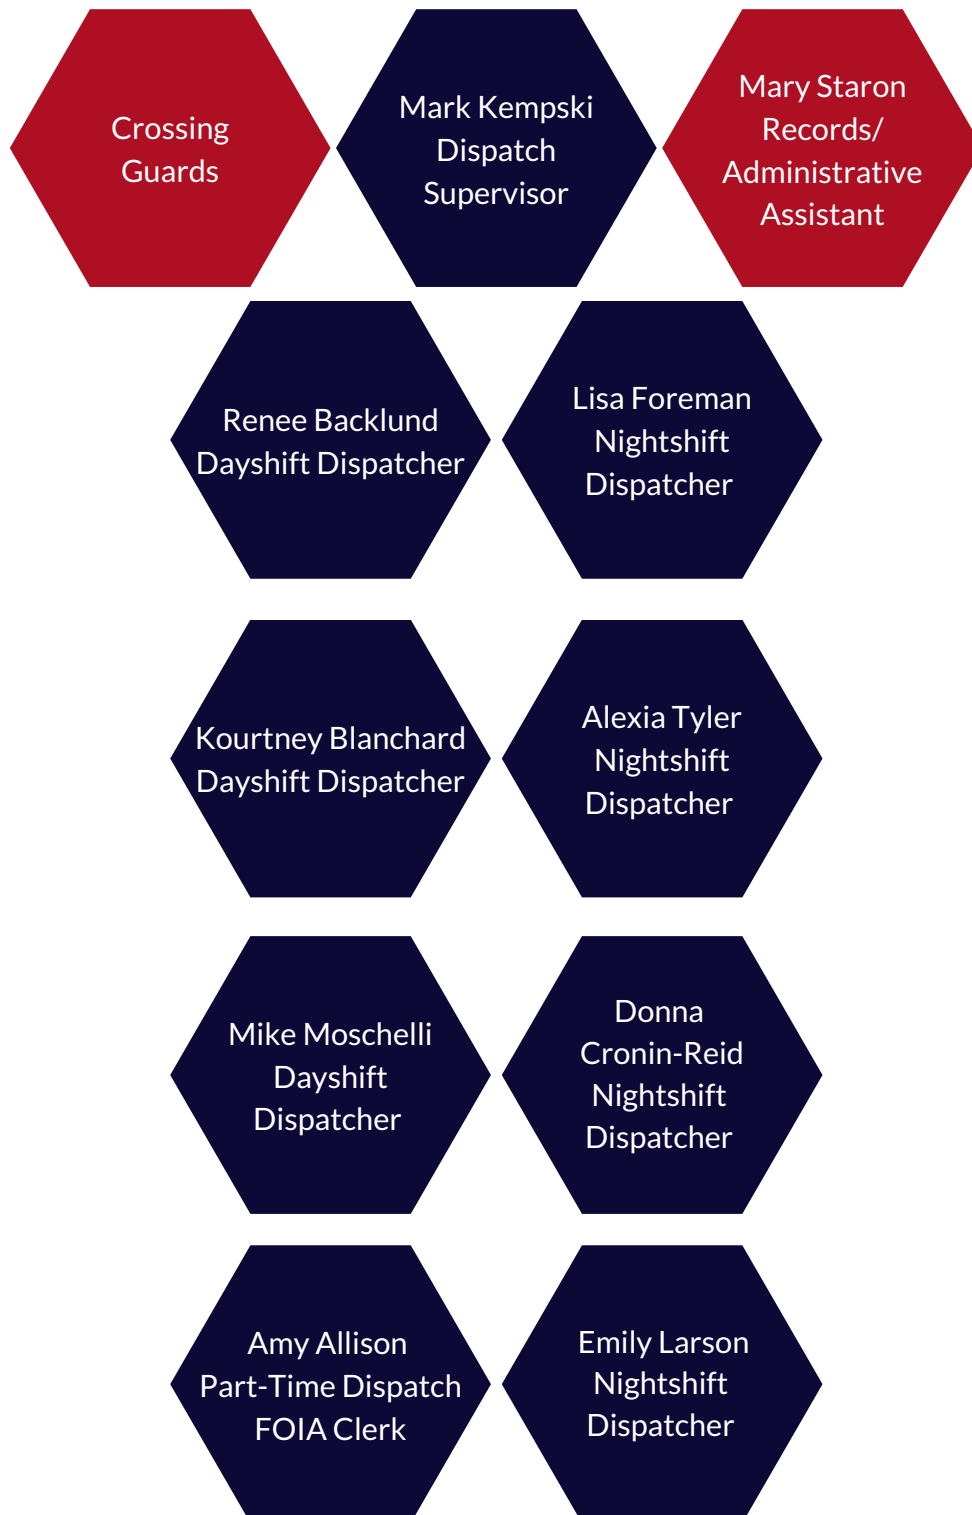 Crossing
Guards
Mark Kempski
Dispatch
Supervisor
Mary Staron
Records/
Administrative
Assistant
Renee Backlund
Dayshift Dispatcher
Lisa Foreman
Nightshift
Dispatcher
Kourtney Blanchard
Dayshift Dispatcher
Alexia Tyler
Nightshift
Dispatcher
Mike Moschelli
Dayshift
Dispatcher
Donna
Cronin-Reid
Nightshift
Dispatcher
Amy Allison
Part-Time Dispatch
FOIA Clerk
Emily Larson
Nightshift
Dispatcher